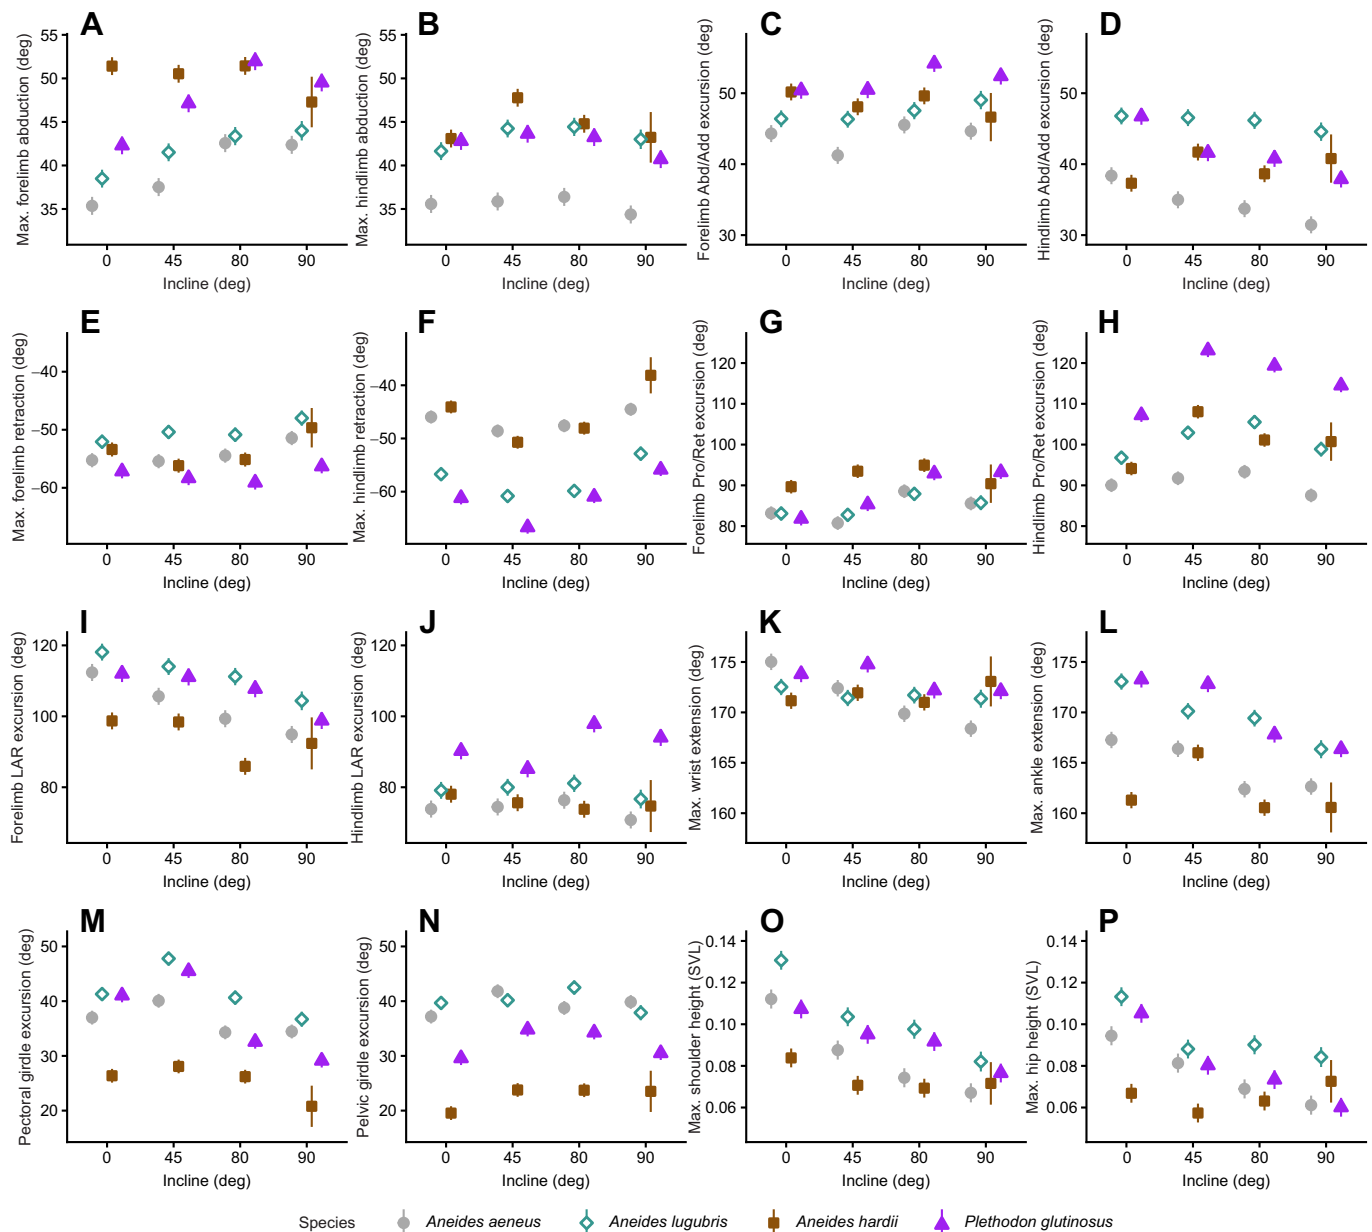 A
B
C
D
Max. forelimb abduction (deg)
55
50
45
40
35
0 45 80 90
Incline (deg)
Max. hindlimb abduction (deg)
55
50
45
40
35
0 45 80 90
Incline (deg)
Forelimb Abd/Add excursion (deg)
50
40
30
0 45 80 90
Incline (deg)
Hindlimb Abd/Add excursion (deg)
50
40
30
0 45 80 90
Incline (deg)
E
F
G
H
Max. forelimb retraction (deg)
−40
−50
−60
0 45 80 90
Incline (deg)
Max. hindlimb retraction (deg)
−40
−50
−60
0 45 80 90
Incline (deg)
Forelimb Pro/Ret excursion (deg)
120
110
100
90
80
0 45 80 90
Incline (deg)
Hindlimb Pro/Ret excursion (deg)
120
110
100
90
80
0 45 80 90
Incline (deg)
I
J
K
L
Forelimb LAR excursion (deg)
120
100
80
0 45 80 90
Incline (deg)
Hindlimb LAR excursion (deg)
120
100
80
0 45 80 90
Incline (deg)
Max. wrist extension (deg)
175
170
165
160
0 45 80 90
Incline (deg)
Max. ankle extension (deg)
175
170
165
160
0 45 80 90
Incline (deg)
M
N
O
P
Pectoral girdle excursion (deg)
50
40
30
20
0 45 80 90
Incline (deg)
Pelvic girdle excursion (deg)
50
40
30
20
0 45 80 90
Incline (deg)
Max. shoulder height (SVL)
0.14
0.12
0.10
0.08
0.06
0 45 80 90
Incline (deg)
Max. hip height (SVL)
0.14
0.12
0.10
0.08
0.06
0 45 80 90
Incline (deg)
Species Aneides aeneus Aneides lugubris Aneides hardii Plethodon glutinosus